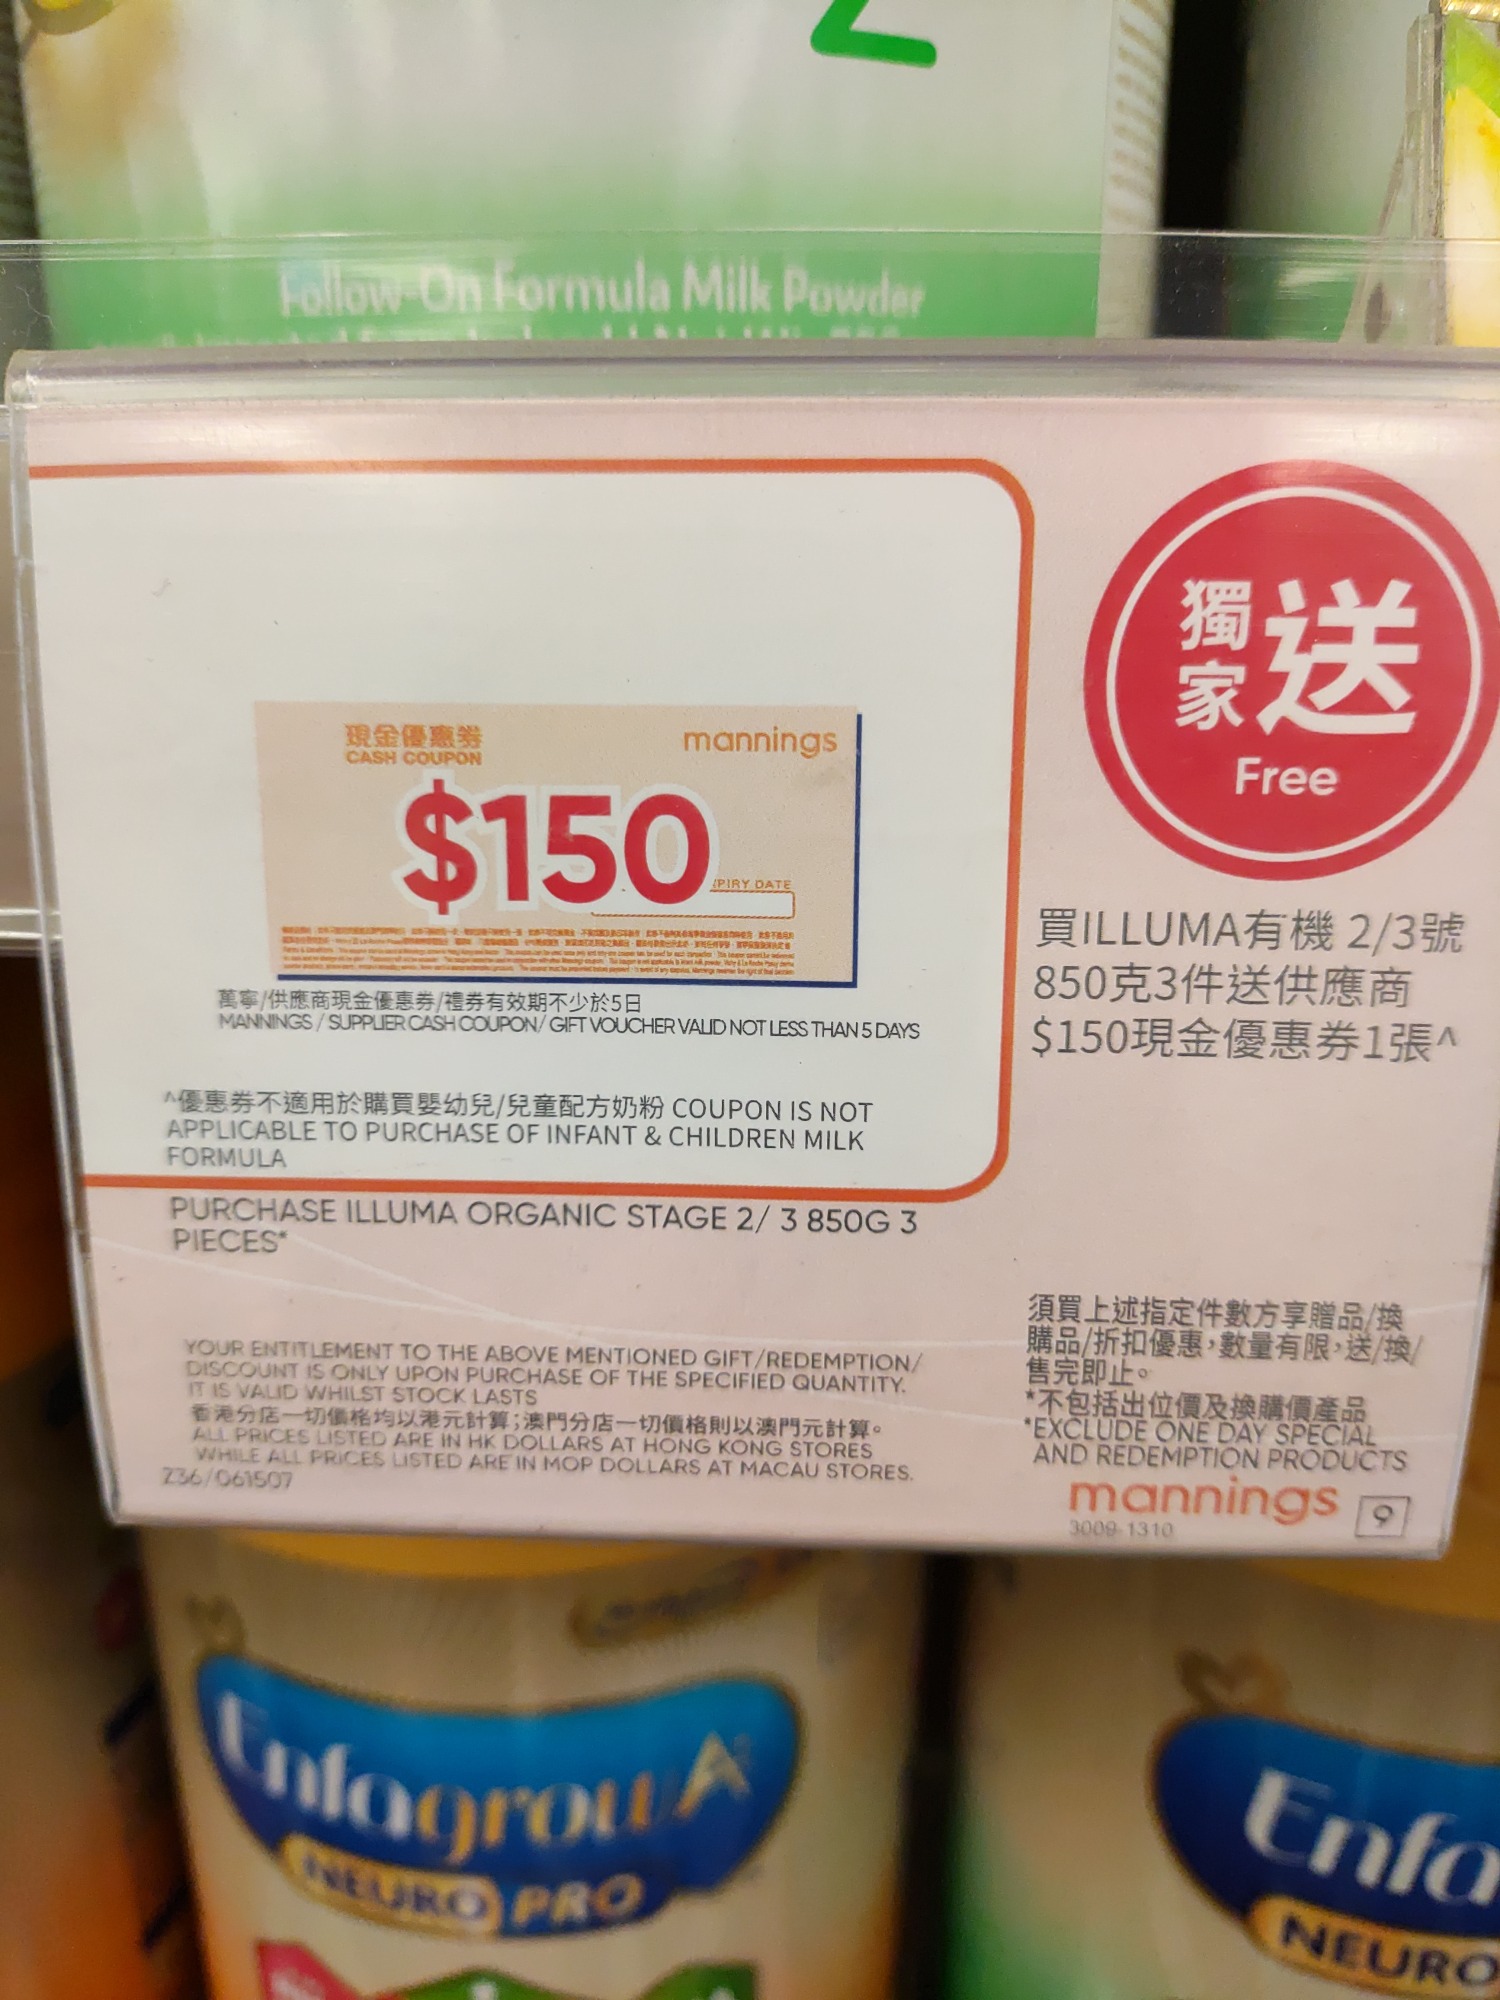 2
Follow-On Formula Milk Powder
現金優惠券
CASH COUPON
mannings
$150
PIRY DATE
萬寧/供應商現金優惠券/禮券有效期不少於5日
MANNINGS / SUPPLIER CASH COUPON/ GIFT VOUCHER VALID NOT LESS THAN 5 DAYS
^優惠券不適用於購買嬰幼兒/兒童配方奶粉 COUPON IS NOT
APPLICABLE TO PURCHASE OF INFANT & CHILDREN MILK
FORMULA
PURCHASE ILLUMA ORGANIC STAGE 2/ 3 850G 3
PIECES*
YOUR ENTITLEMENT TO THE ABOVE MENTIONED GIFT/REDEMPTION/
DISCOUNT IS ONLY UPON PURCHASE OF THE SPECIFIED QUANTITY.
IT IS VALID WHILST STOCK LASTS
香港分店一切價格均以港元計算;澳門分店一切價格則以澳門元計算。
ALL PRICES LISTED ARE IN HK DOLLARS AT HONG KONG STORES
WHILE ALL PRICES LISTED ARE IN MOP DOLLARS AT MACAU STORES.
Z36/061507
獨家送
Free
買ILLUMA有機 2/3號
850克3件送供應商
$150現金優惠券1張^
須買上述指定件數方享贈品/換
購品/折扣優惠,數量有限,送/換/
售完即止。
*不包括出位價及換購價產品
*EXCLUDE ONE DAY SPECIAL
AND REDEMPTION PRODUCTS
mannings
9
3009-1310
EnfagrowA+
NEURO PRO
Enfa
NEURO